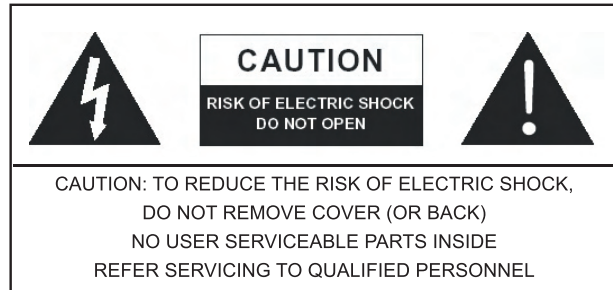 CAUTION
RISK OF ELECTRIC SHOCK
DO NOT OPEN
CAUTION: TO REDUCE THE RISK OF ELECTRIC SHOCK,
DO NOT REMOVE COVER (OR BACK)
NO USER SERVICEABLE PARTS INSIDE
REFER SERVICING TO QUALIFIED PERSONNEL